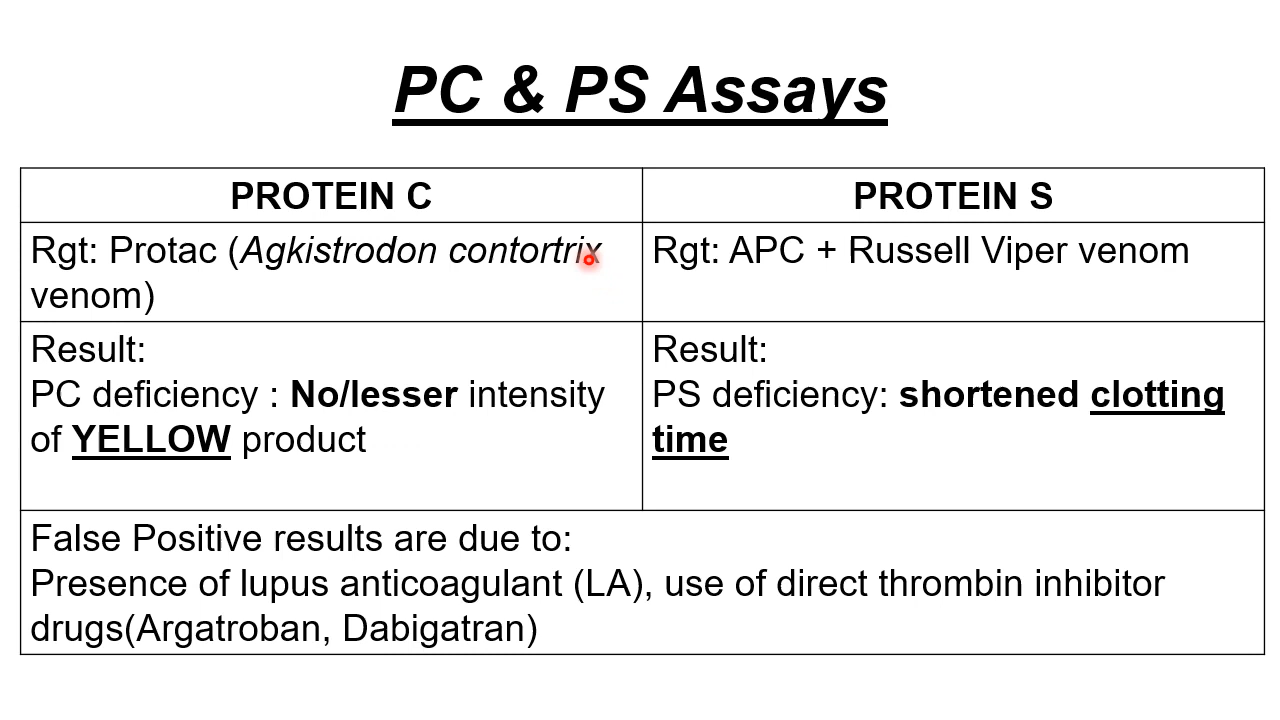 PC & PS Assays
PROTEIN C
PROTEIN S
Rgt: Protac (Agkistrodon contortrix
venom)
Rgt: APC + Russell Viper venom
Result:
PC deficiency : No/lesser intensity
of YELLOW product
Result:
PS deficiency: shortened clotting
time
False Positive results are due to:
Presence of lupus anticoagulant (LA), use of direct thrombin inhibitor
drugs(Argatroban, Dabigatran)